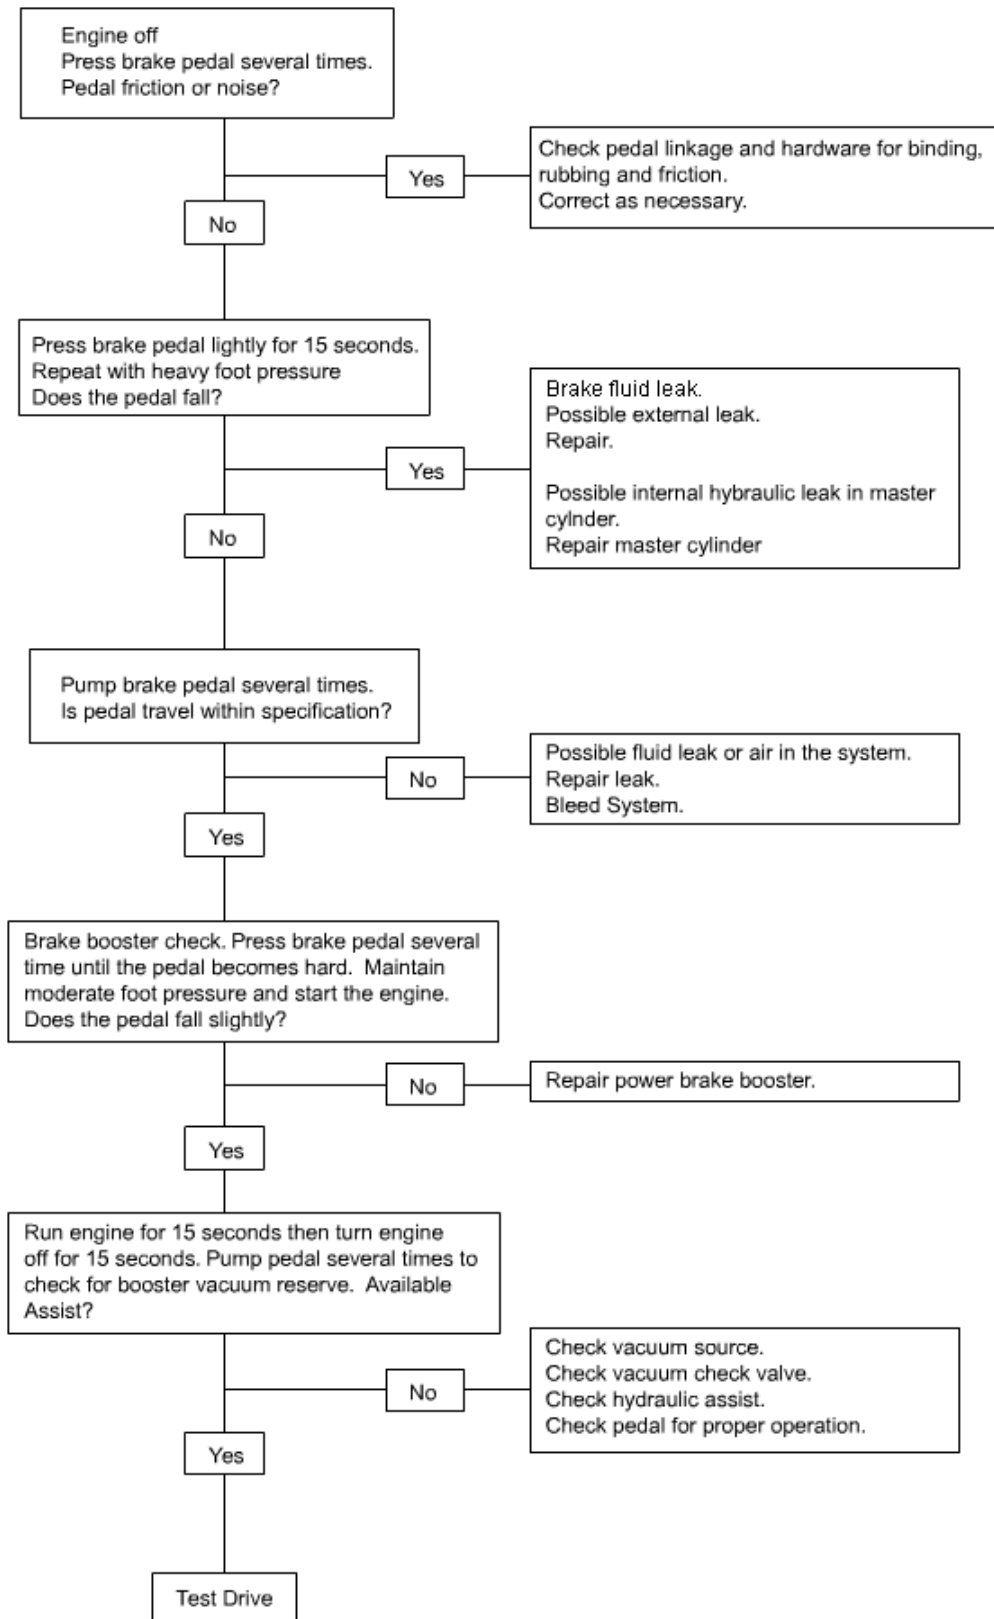 Engine off
Press brake pedal several times.
Pedal friction or noise?
Yes
Check pedal linkage and hardware for binding,
rubbing and friction.
Correct as necessary.
No
Press brake pedal lightly for 15 seconds.
Repeat with heavy foot pressure
Does the pedal fall?
Yes
Brake fluid leak.
Possible external leak.
Repair.
Possible internal hybraulic leak in master
cylnder.
Repair master cylinder
No
Pump brake pedal several times.
Is pedal travel within specification?
No
Possible fluid leak or air in the system.
Repair leak.
Bleed System.
Yes
Brake booster check. Press brake pedal several
time until the pedal becomes hard.  Maintain
moderate foot pressure and start the engine.
Does the pedal fall slightly?
No
Repair power brake booster.
Yes
Run engine for 15 seconds then turn engine
off for 15 seconds. Pump pedal several times to
check for booster vacuum reserve.  Available
Assist?
No
Check vacuum source.
Check vacuum check valve.
Check hydraulic assist.
Check pedal for proper operation.
Yes
Test Drive